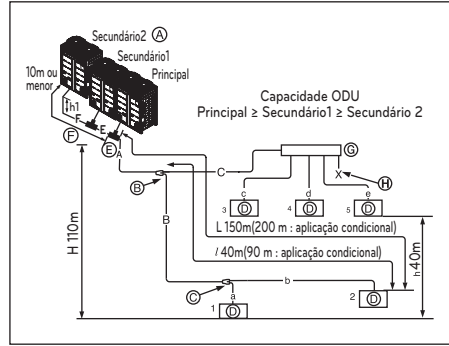 Secundário2 Ⓐ
Secundário1
Principal
10m ou
menor
h1
F
E
Ⓕ
Ⓔ
A
Capacidade ODU
Principal ≥ Secundário1 ≥ Secundário 2
Ⓖ
C
Ⓑ
X
Ⓗ
c
d
e
3 Ⓓ
4 Ⓓ
5 Ⓓ
B
H 110m
L 150m(200 m : aplicação condicional)
l 40m(90 m : aplicação condicional)
h 40m
Ⓒ
a
b
1 Ⓓ
2 Ⓓ